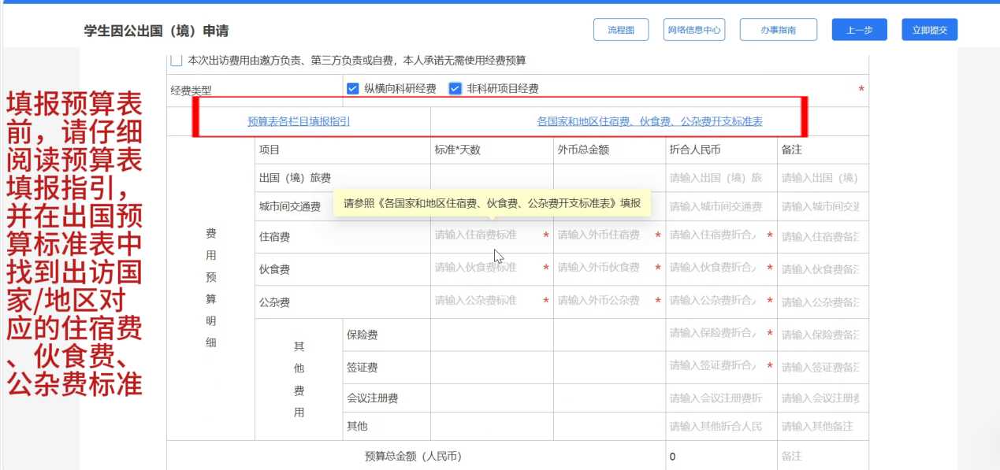 学生因公出国（境）申请
流程图
网络信息中心
办事指南
上一步
立即提交
本次出访费用由邀方负责、第三方负责或自费，本人承诺无需使用经费预算
经费类型
纵横向科研经费
非科研项目经费
*
预算表各栏目填报指引
各国家和地区住宿费、伙食费、公杂费开支标准表
填报预算表
前，请仔细
阅读预算表
填报指引，
并在出国预
算标准表中
找到出访国
家/地区对
应的住宿费
、伙食费、
公杂费标准
费
用
预
算
明
细
项目
标准*天数
外币总金额
折合人民币
备注
出国（境）旅费
请输入出国（境）旅
请输入出国（境）
城市间交通费
请参照《各国家和地区住宿费、伙食费、公杂费开支标准表》填报
请输入城市间交通费
请输入城市间交通
住宿费
请输入住宿费标准
*
请输入外币住宿费
*
请输入住宿费折合
*
请输入住宿费备注
伙食费
请输入伙食费标准
*
请输入外币伙食费
*
请输入伙食费折合
*
请输入伙食费备注
公杂费
请输入公杂费标准
*
请输入外币公杂费
*
请输入公杂费折合
*
请输入公杂费备注
其
他
费
用
保险费
请输入保险费折合
*
请输入保险费备注
签证费
请输入签证费折合
*
请输入签证费备注
会议注册费
请输入会议注册费折
请输入会议注册费
其他
请输入其他折合人民
请输入其他备注
预算总金额（人民币）
0
备注